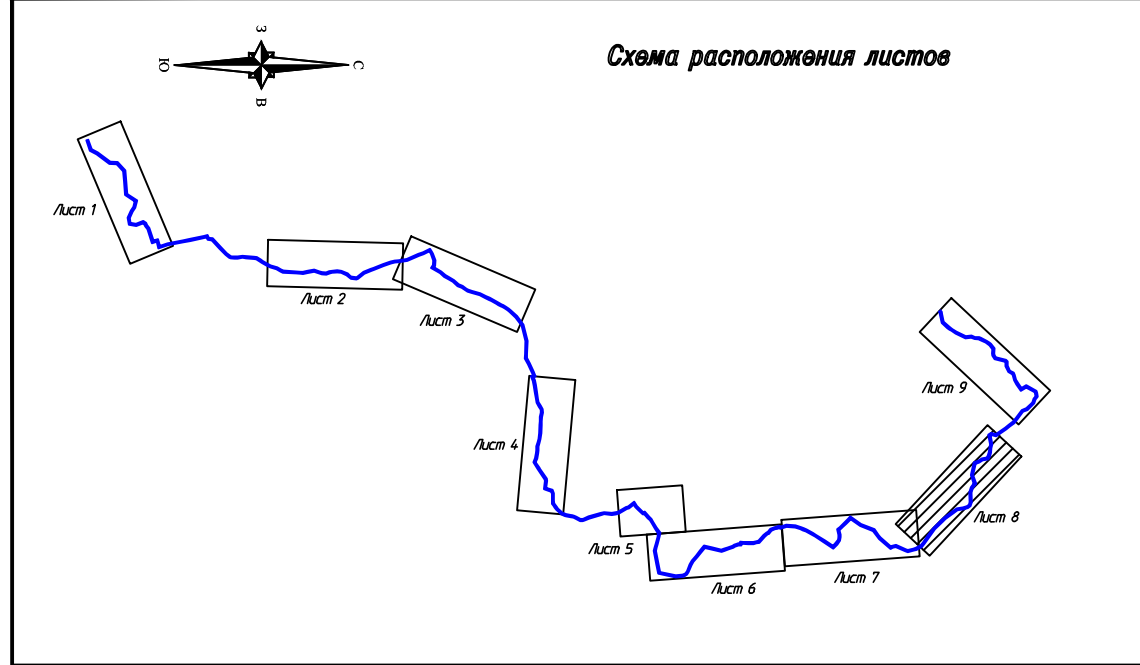 Схема расположения листов
З
Ю
С
В
Лист 1
Лист 2
Лист 3
Лист 4
Лист 5
Лист 6
Лист 7
Лист 8
Лист 9